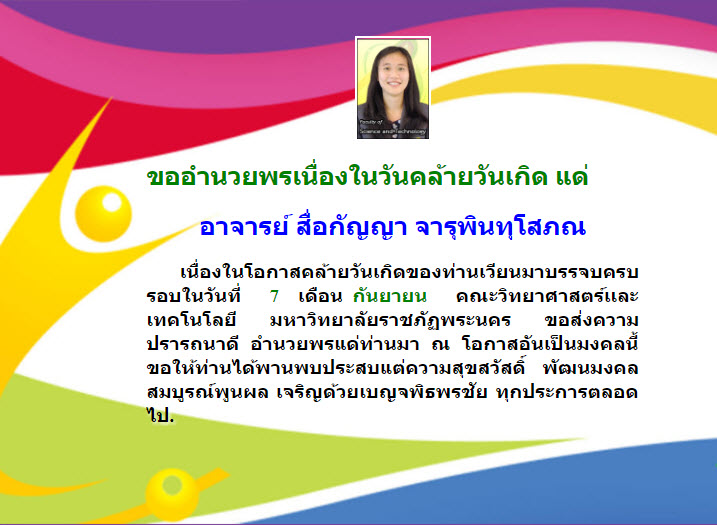 Faculty of
Science and Technology
ขออำนวยพรเนื่องในวันคล้ายวันเกิด แด่
อาจารย์ สื่อกัญญา จารุพินทุโสภณ
เนื่องในโอกาสคล้ายวันเกิดของท่านเวียนมาบรรจบครบ
รอบในวันที่ 7 เดือน กันยายน คณะวิทยาศาสตร์และ
เทคโนโลยี มหาวิทยาลัยราชภัฏพระนคร ขอส่งความ
ปรารถนาดี อำนวยพรแด่ท่านมา ณ โอกาสอันเป็นมงคลนี้
ขอให้ท่านได้พานพบประสบแต่ความสุขสวัสดิ์ พัฒนมงคล
สมบูรณ์พูนผล เจริญด้วยเบญจพิธพรชัย ทุกประการตลอด
ไป.